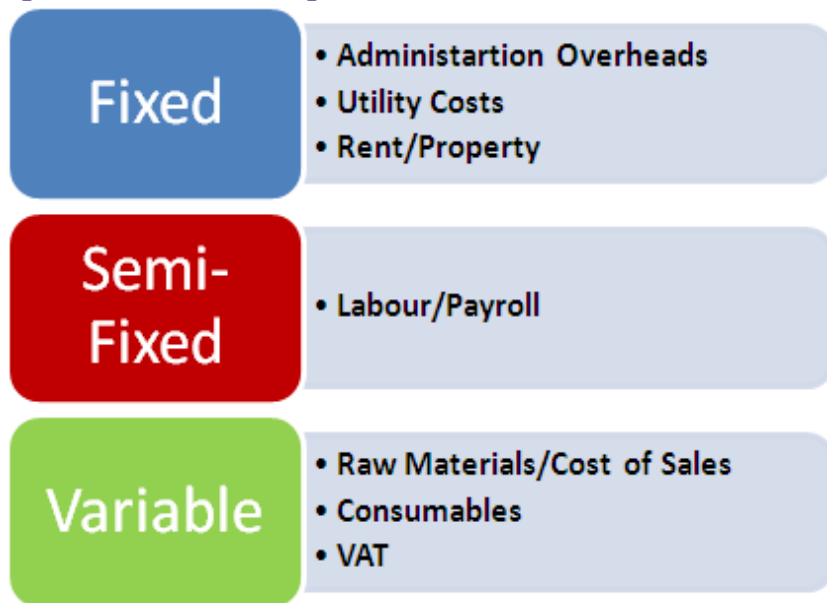 Fixed
• Administartion Overheads
• Utility Costs
• Rent/Property
Semi-
Fixed
• Labour/Payroll
Variable
• Raw Materials/Cost of Sales
• Consumables
• VAT